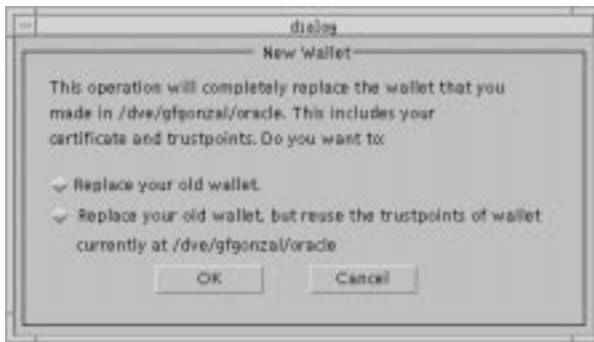 dialog
New Wallet
This operation will completely replace the wallet that you
made in /dve/gfgonzal/oracle. This includes your
certificate and trustpoints. Do you want to:
Replace your old wallet.
Replace your old wallet, but reuse the trustpoints of wallet
currently at /dve/gfgonzal/oracle
OK
Cancel